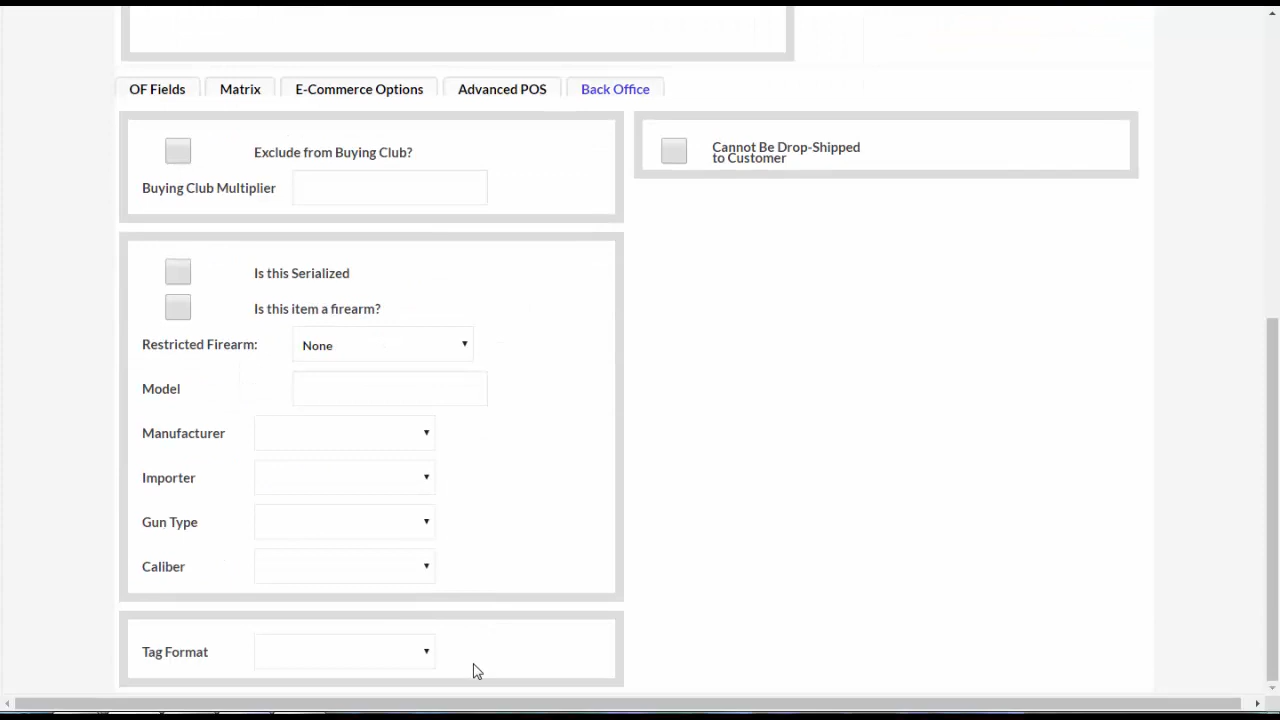 OF Fields Matrix E-Commerce Options Advanced POS Back Office
Exclude from Buying Club?
Buying Club Multiplier
Cannot Be Drop-Shipped
to Customer
Is this Serialized
Is this item a firearm?
Restricted Firearm: None
Model
Manufacturer
Importer
Gun Type
Caliber
Tag Format